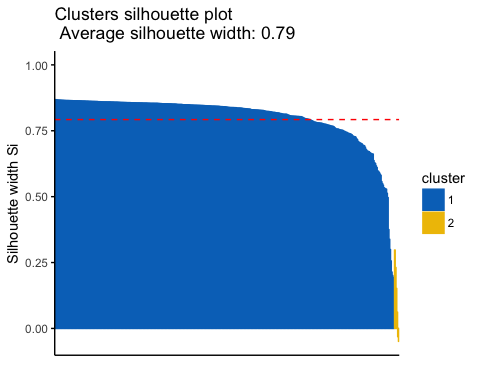 Clusters silhouette plot
Average silhouette width: 0.79
1.00
0.75
0.50
0.25
0.00
Silhouette width Si
cluster
1
2